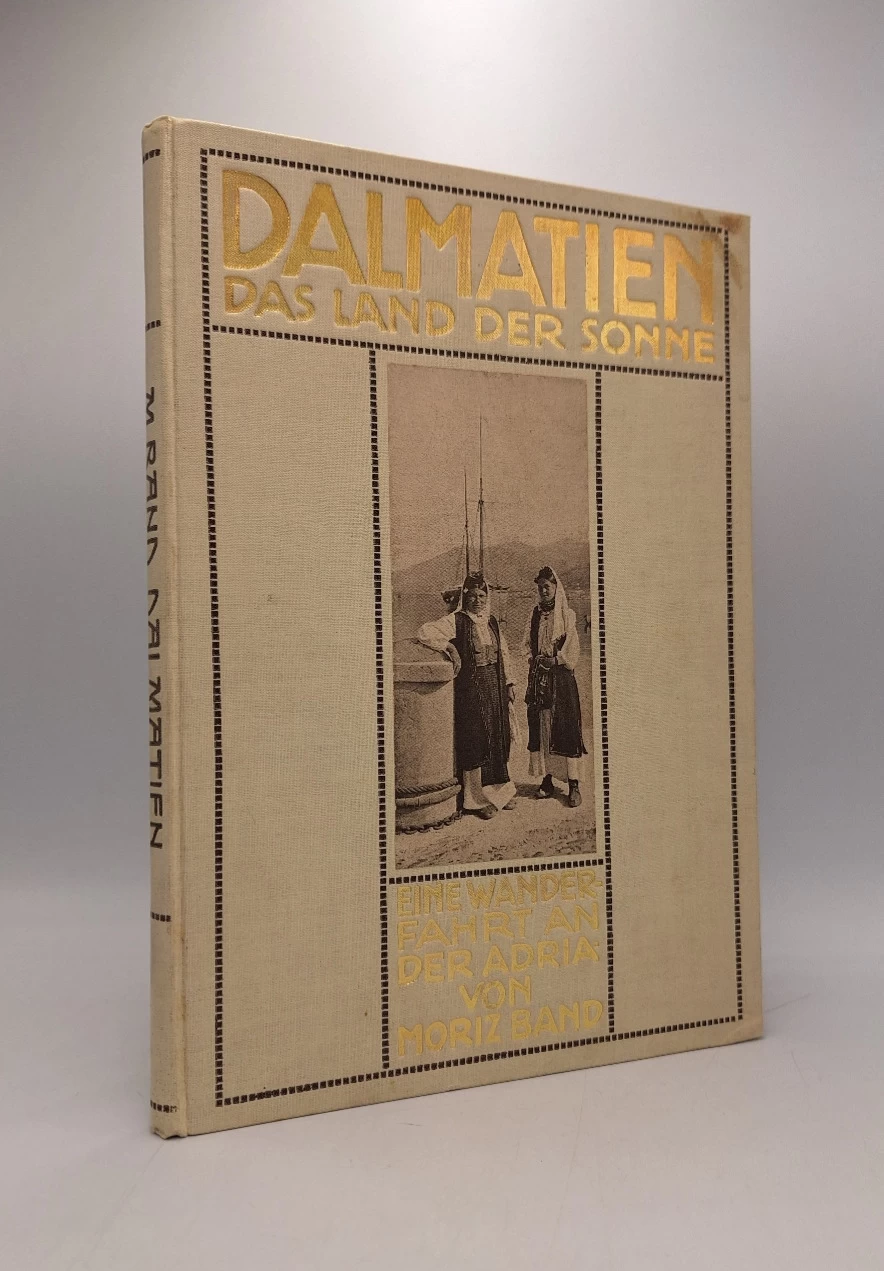 DALMATIEN
DAS LAND DER SONNE
EINE WANDER-
FAHRT AN
DER ADRIA·
VON
MORIZ BAND
M. BAND DALMATIEN